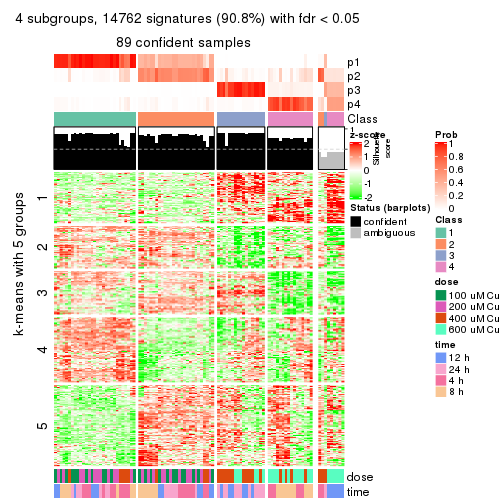 4 subgroups, 14762 signatures (90.8%) with fdr < 0.05
89 confident samples
p1
p2
p3
p4
Class
1
Silhouette
score
k-means with 5 groups
1
2
3
4
5
dose
time
z-score
2
1
0
-1
-2
Status (barplots)
confident
ambiguous
Prob
1
0.8
0.6
0.4
0.2
0
Class
1
2
3
4
dose
100 uM Cu
200 uM Cu
400 uM Cu
600 uM Cu
time
12 h
24 h
4 h
8 h